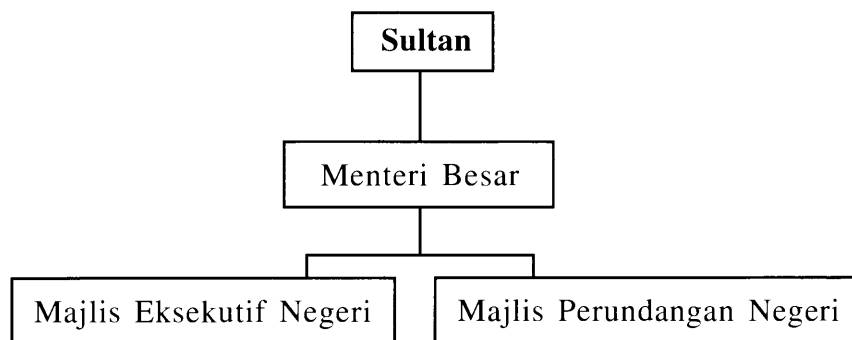 Sultan
Menteri Besar
Majlis Eksekutif Negeri
Majlis Perundangan Negeri